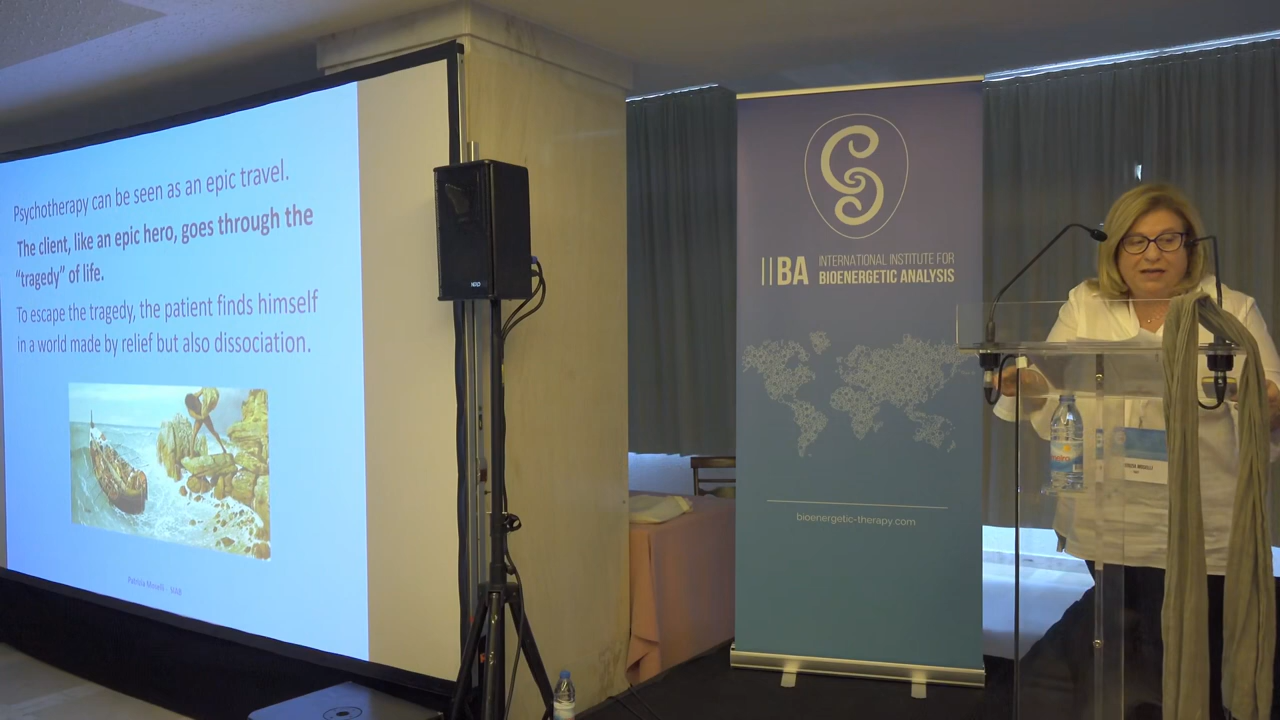 Psychotherapy can be seen as an epic travel.
The client, like an epic hero, goes through the
"tragedy" of life.
To escape the tragedy, the patient finds himself
in a world made by relief but also dissociation.
Patrizia
IIBA INTERNATIONAL INSTITUTE FOR
BIOENERGETIC ANALYSIS
bioenergetic-therapy.com